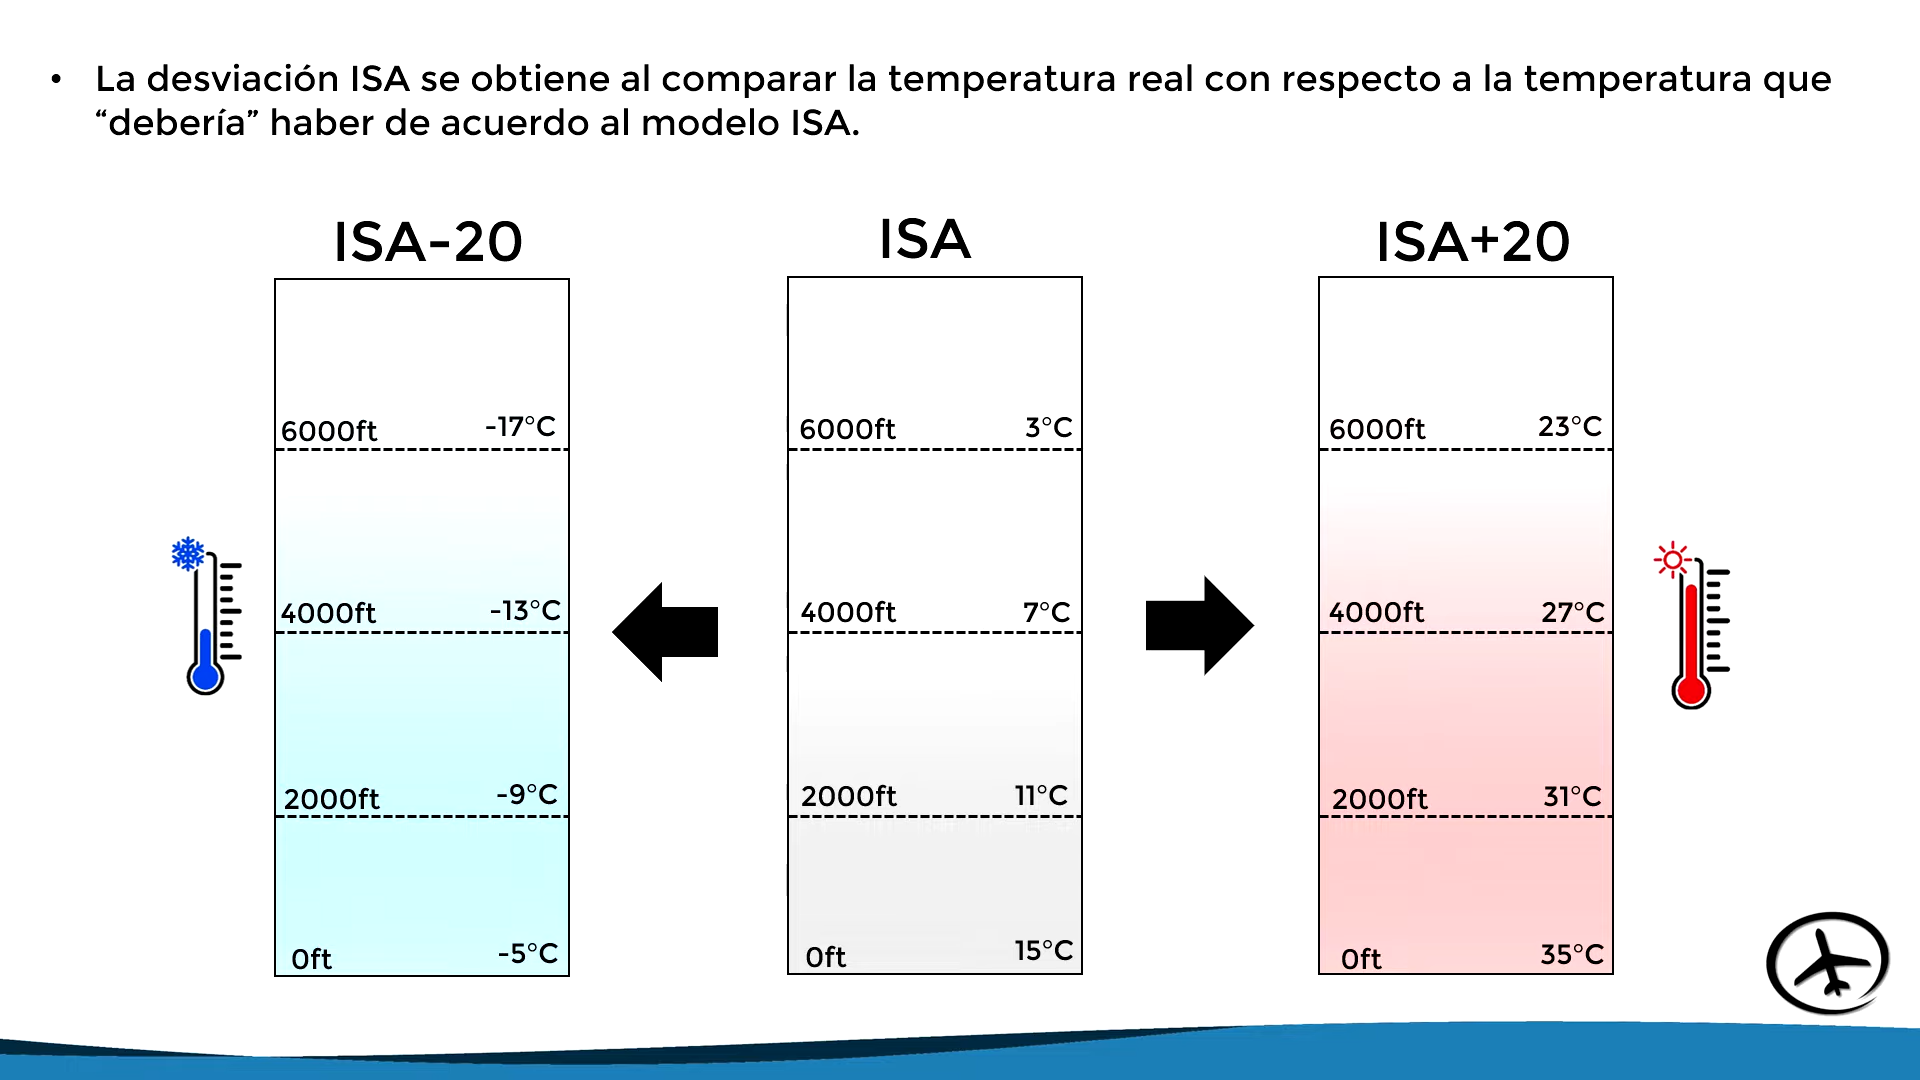 • La desviación ISA se obtiene al comparar la temperatura real con respecto a la temperatura que
“debería” haber de acuerdo al modelo ISA.
ISA-20
6000ft -17°C
4000ft -13°C
2000ft -9°C
0ft -5°C
ISA
6000ft 3°C
4000ft 7°C
2000ft 11°C
0ft 15°C
ISA+20
6000ft 23°C
4000ft 27°C
2000ft 31°C
0ft 35°C